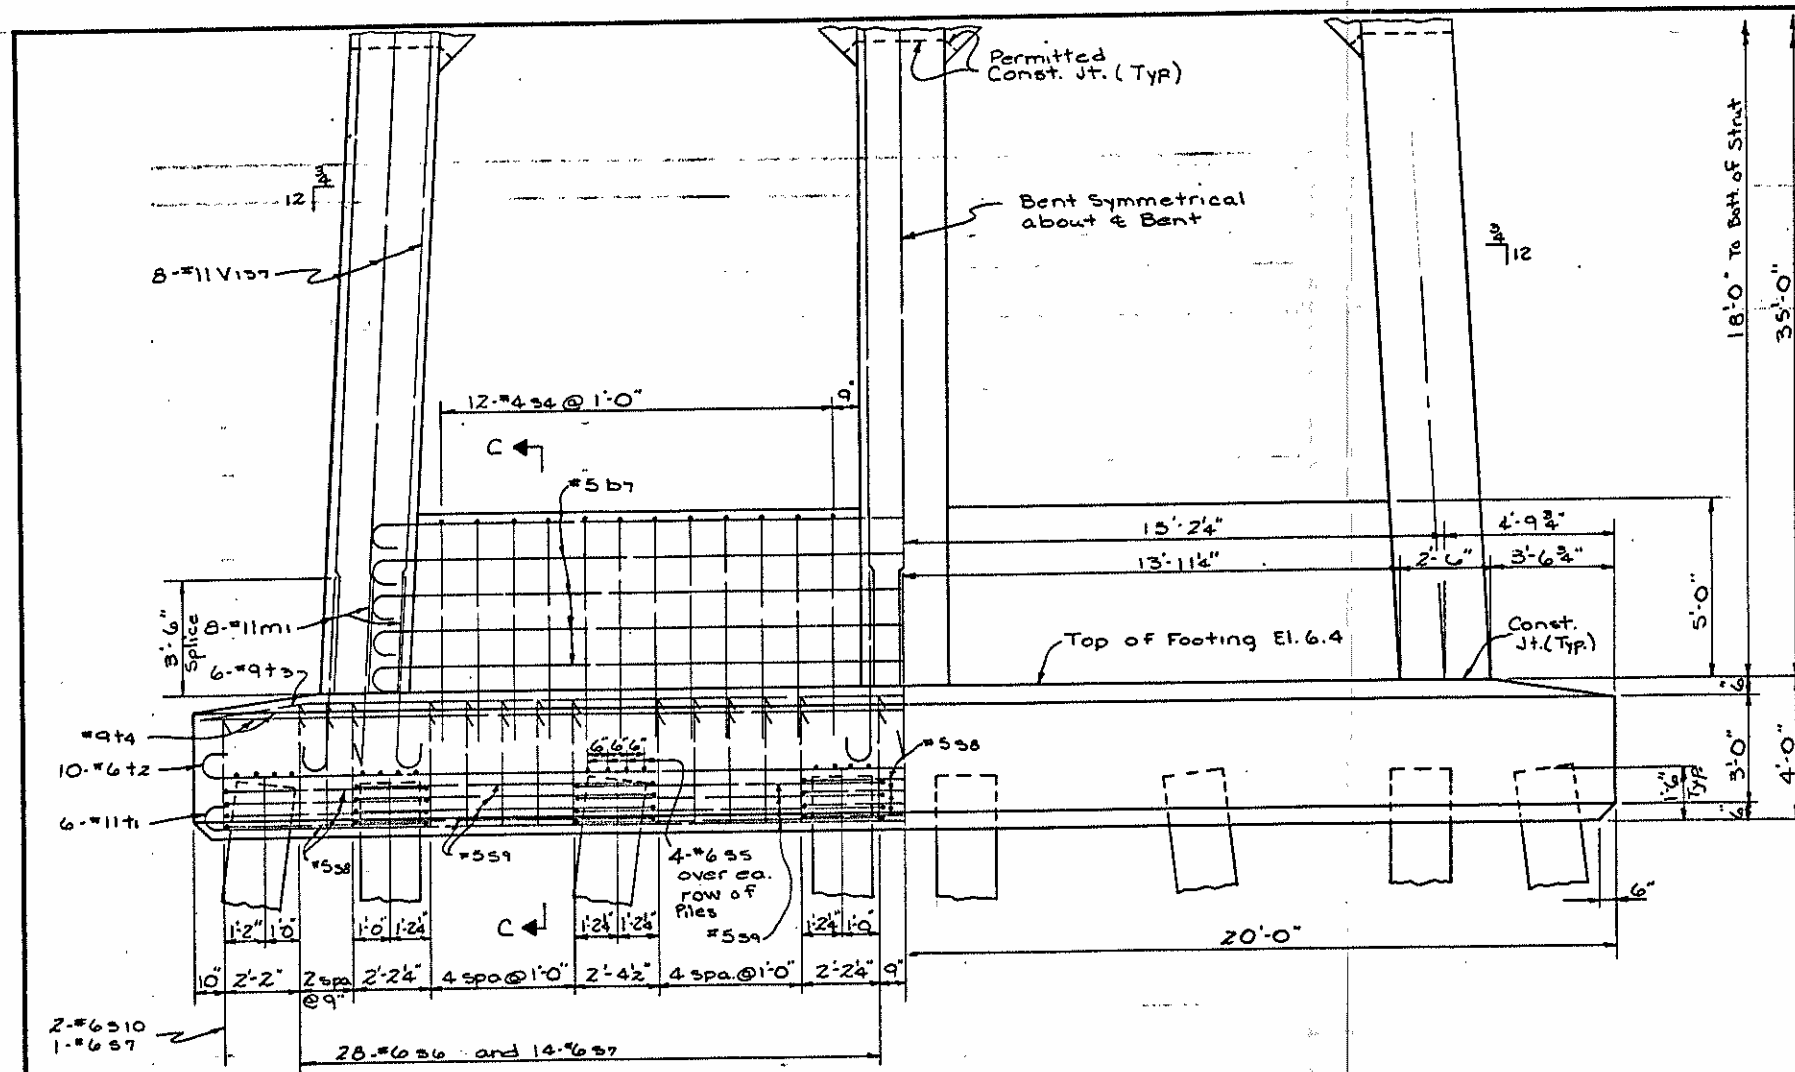 Permitted
Const. Jt. (Typ)
3/4
12
Bent Symmetrical
about ℄ Bent
3/4
12
18'-0" To Bott. of Strut
35'-0"
8-#11 V137
12-#4 s4 @ 1'-0"
9"
C
#5 b7
15'-2¼"
4'-9¾"
13'-11¼"
2'-6"
3'-6¾"
5'-0"
3'-6"
Splice
8-#11 m1
6-#9 t3
Top of Footing El. 6.4
Const.
Jt. (Typ.)
6"
#9 t4
10-#6 t2
6-#11 t1
6" 6" 6"
#5 s8
3'-0"
4'-0"
1'-6"
Typ.
6"
#5 s8
#5 s9
4-#6 s5
over ea.
row of
Piles
#5 s9
6"
C
1'-2" 1'-0" 1'-0" 1'-2¼" 1'-2¼" 1'-2¼" 1'-2¼" 1'-0"
20'-0"
10" 2'-2" 2 spa @ 9" 2'-2¼" 4 spa @ 1'-0" 2'-4½" 4 spa. @ 1'-0" 2'-2¼" 9"
2-#6 s10
1-#6 s7
28-#6 s6 and 14-#6 s7